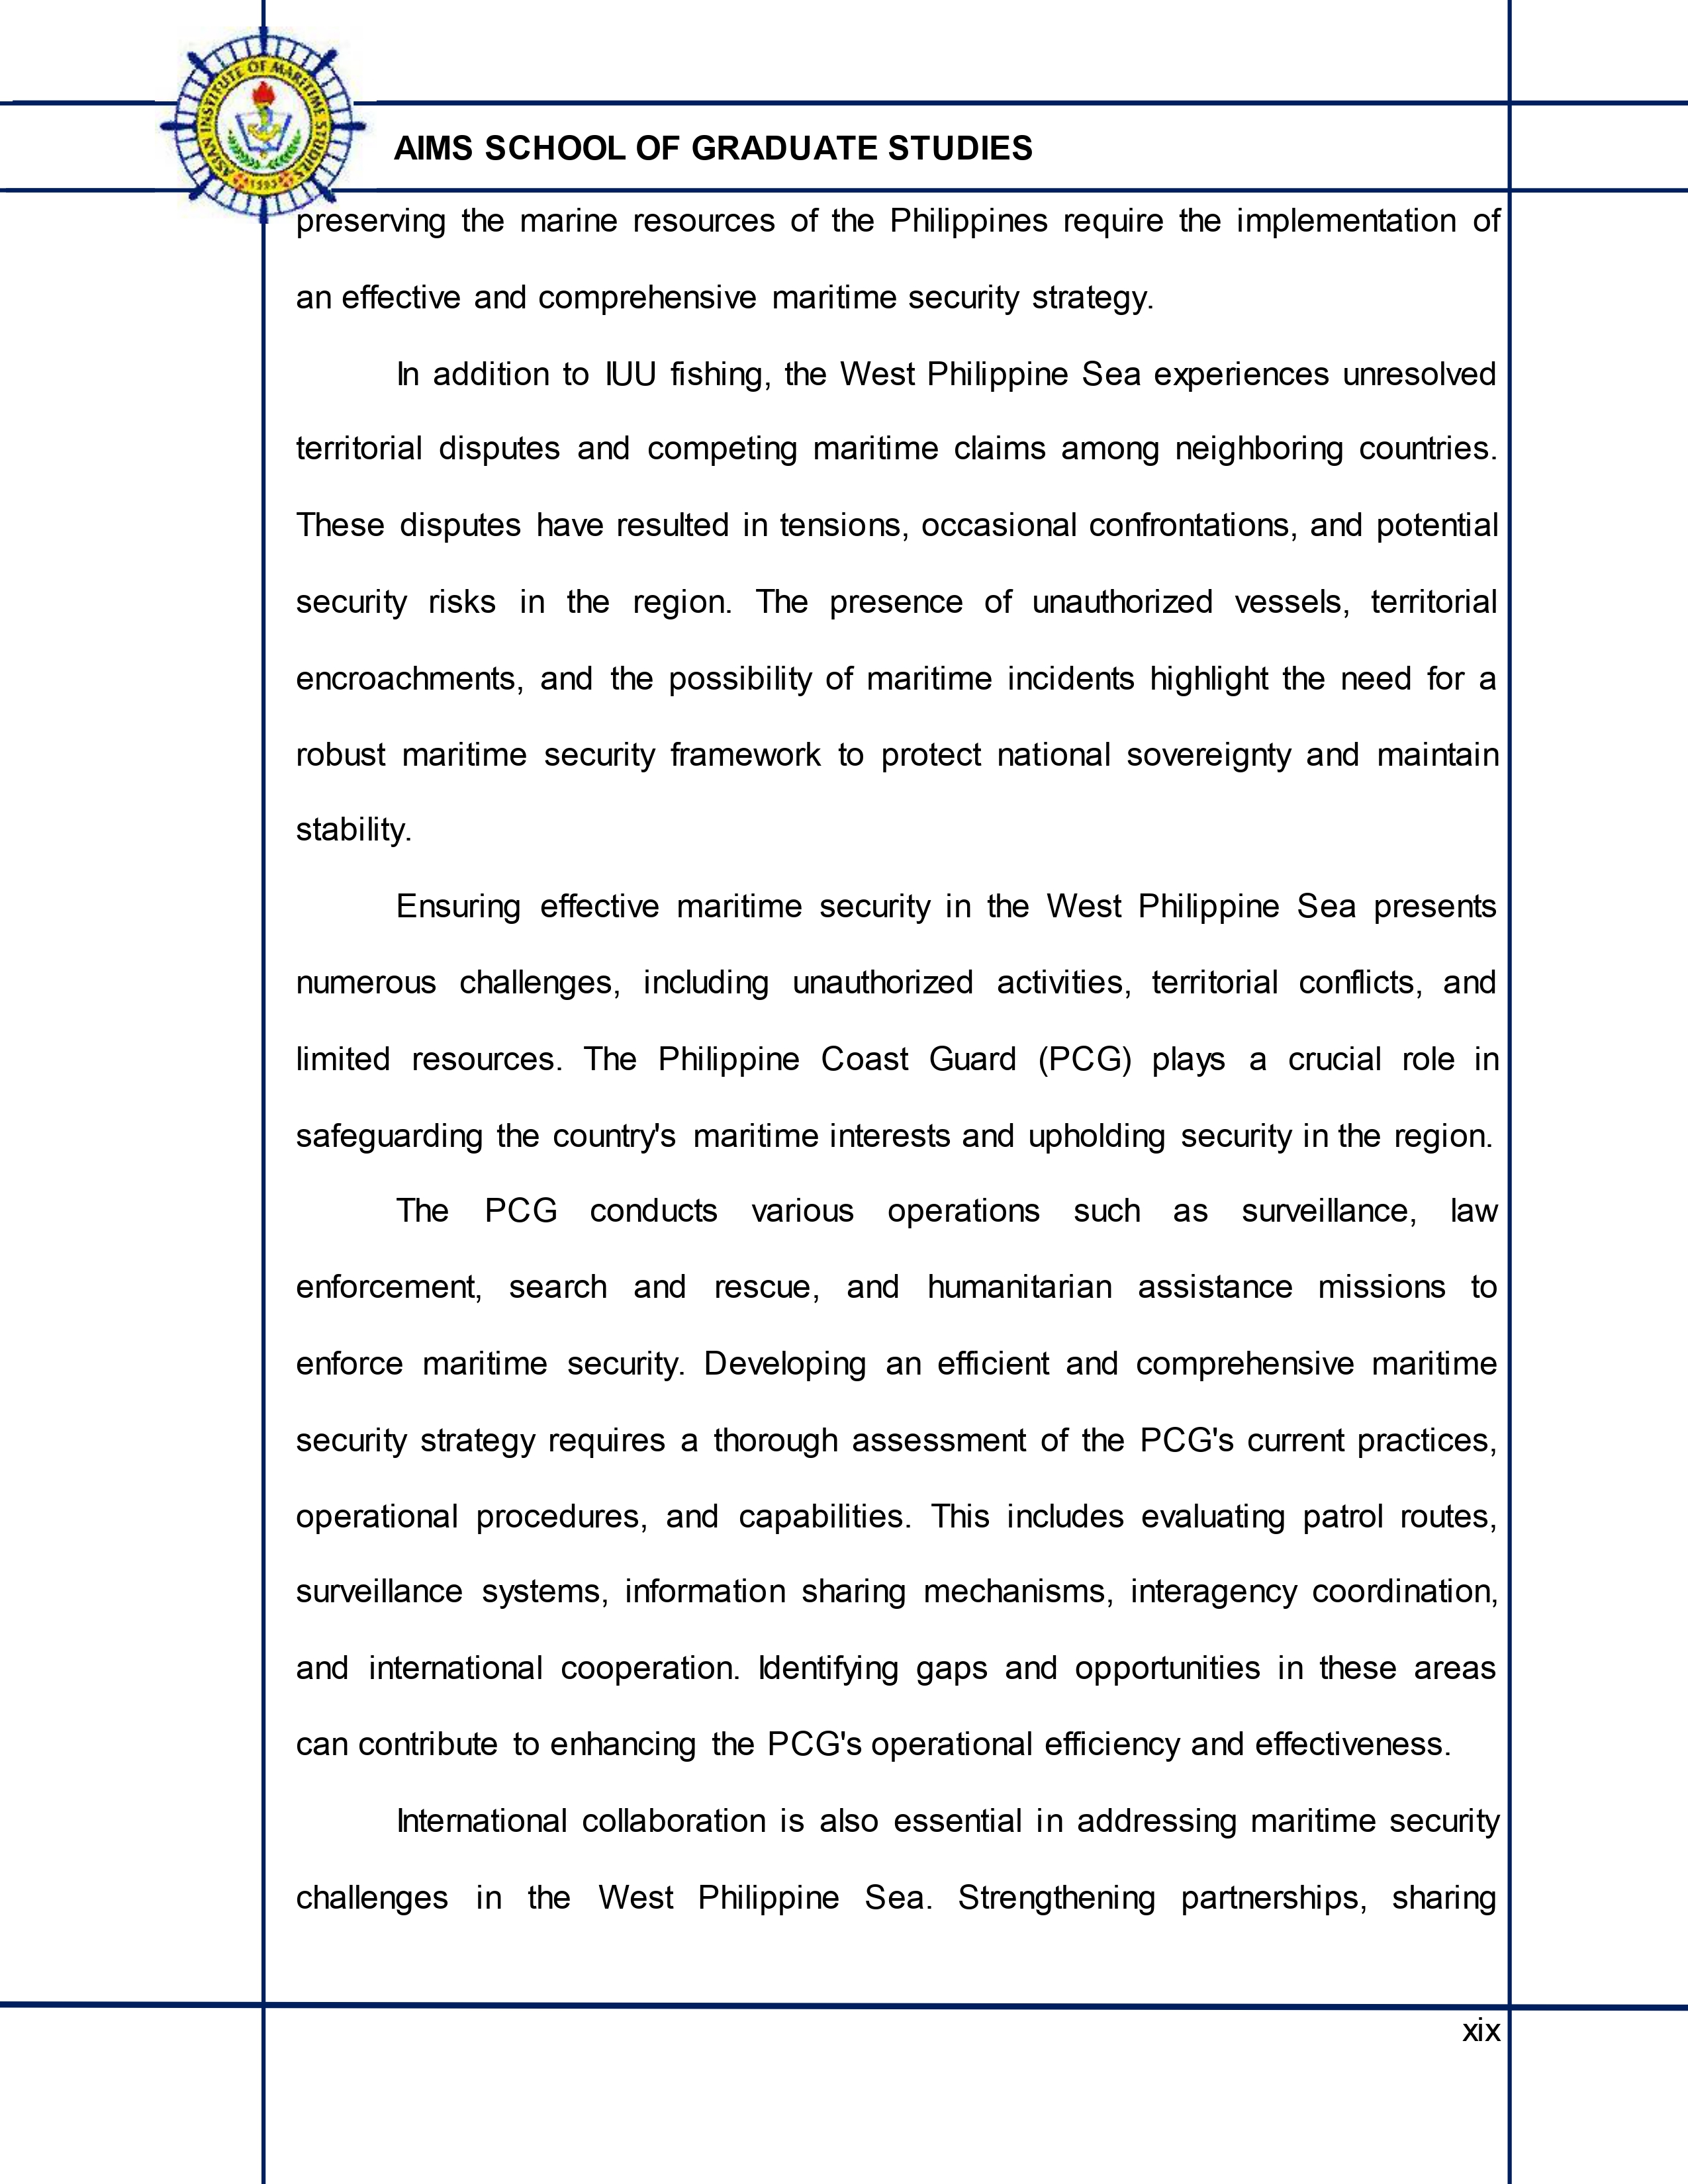 ASIAN INSTITUTE OF MARITIME STUDIES
1993
AIMS SCHOOL OF GRADUATE STUDIES
preserving the marine resources of the Philippines require the implementation of
an effective and comprehensive maritime security strategy.
In addition to IUU fishing, the West Philippine Sea experiences unresolved
territorial disputes and competing maritime claims among neighboring countries.
These disputes have resulted in tensions, occasional confrontations, and potential
security risks in the region. The presence of unauthorized vessels, territorial
encroachments, and the possibility of maritime incidents highlight the need for a
robust maritime security framework to protect national sovereignty and maintain
stability.
Ensuring effective maritime security in the West Philippine Sea presents
numerous challenges, including unauthorized activities, territorial conflicts, and
limited resources. The Philippine Coast Guard (PCG) plays a crucial role in
safeguarding the country's maritime interests and upholding security in the region.
The PCG conducts various operations such as surveillance, law
enforcement, search and rescue, and humanitarian assistance missions to
enforce maritime security. Developing an efficient and comprehensive maritime
security strategy requires a thorough assessment of the PCG's current practices,
operational procedures, and capabilities. This includes evaluating patrol routes,
surveillance systems, information sharing mechanisms, interagency coordination,
and international cooperation. Identifying gaps and opportunities in these areas
can contribute to enhancing the PCG's operational efficiency and effectiveness.
International collaboration is also essential in addressing maritime security
challenges in the West Philippine Sea. Strengthening partnerships, sharing
xix